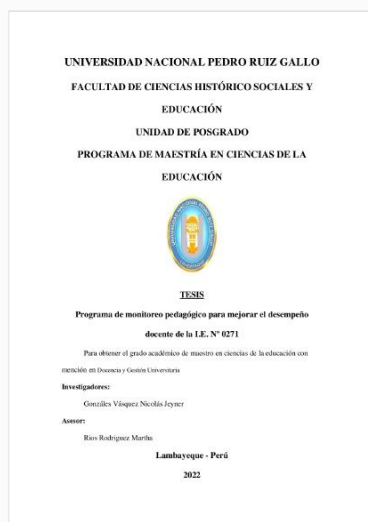 UNIVERSIDAD NACIONAL PEDRO RUIZ GALLO
FACULTAD DE CIENCIAS HISTÓRICO SOCIALES Y
EDUCACIÓN
UNIDAD DE POSGRADO
PROGRAMA DE MAESTRÍA EN CIENCIAS DE LA
EDUCACIÓN
TESIS
Programa de monitoreo pedagógico para mejorar el desempeño
docente de la I.E. Nº 0271
Para obtener el grado académico de maestro en ciencias de la educación con
mención en Docencia y Gestión Universitaria
Investigadores:
Gonzáles Vásquez Nicolás Jeyner
Asesor:
Rios Rodriguez Martha
Lambayeque - Perú
2022